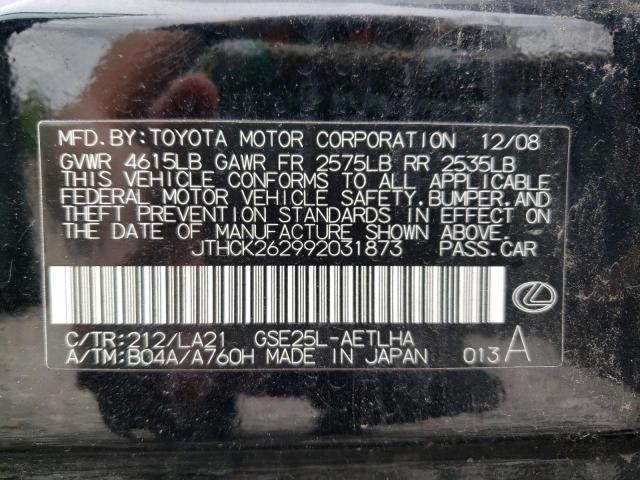 MFD. BY: TOYOTA MOTOR CORPORATION 12/08
GVWR 4615LB GAWR FR 2575LB RR 2535LB
THIS VEHICLE CONFORMS TO ALL APPLICABLE
FEDERAL MOTOR VEHICLE SAFETY, BUMPER, AND
THEFT PREVENTION STANDARDS IN EFFECT ON
THE DATE OF MANUFACTURE SHOWN ABOVE.
JTHCK262992031873 PASS. CAR
C/TR: 212/LA21 GSE25L-AETLHA
A/TM: B04A/A760H MADE IN JAPAN 013 A